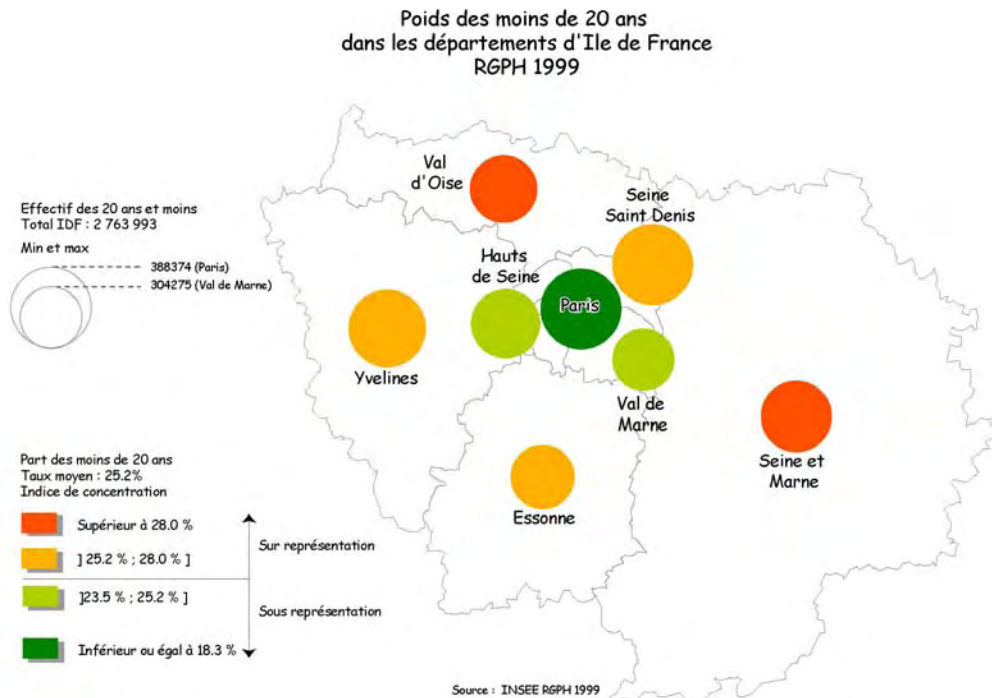 Poids des moins de 20 ans
dans les départements d'Ile de France
RGPH 1999
Val
d'Oise
Seine
Saint Denis
Effectif des 20 ans et moins
Total IDF : 2 763 993
Min et max
388374 (Paris)
304275 (Val de Marne)
Hauts
de Seine
Paris
Yvelines
Val de
Marne
Seine et
Marne
Essonne
Part des moins de 20 ans
Taux moyen : 25.2%
Indice de concentration
Supérieur à 28.0 %
] 25.2 % ; 28.0 % ]
Sur représentation
]23.5 % ; 25.2 % ]
Sous représentation
Inférieur ou égal à 18.3 %
Source : INSEE RGPH 1999